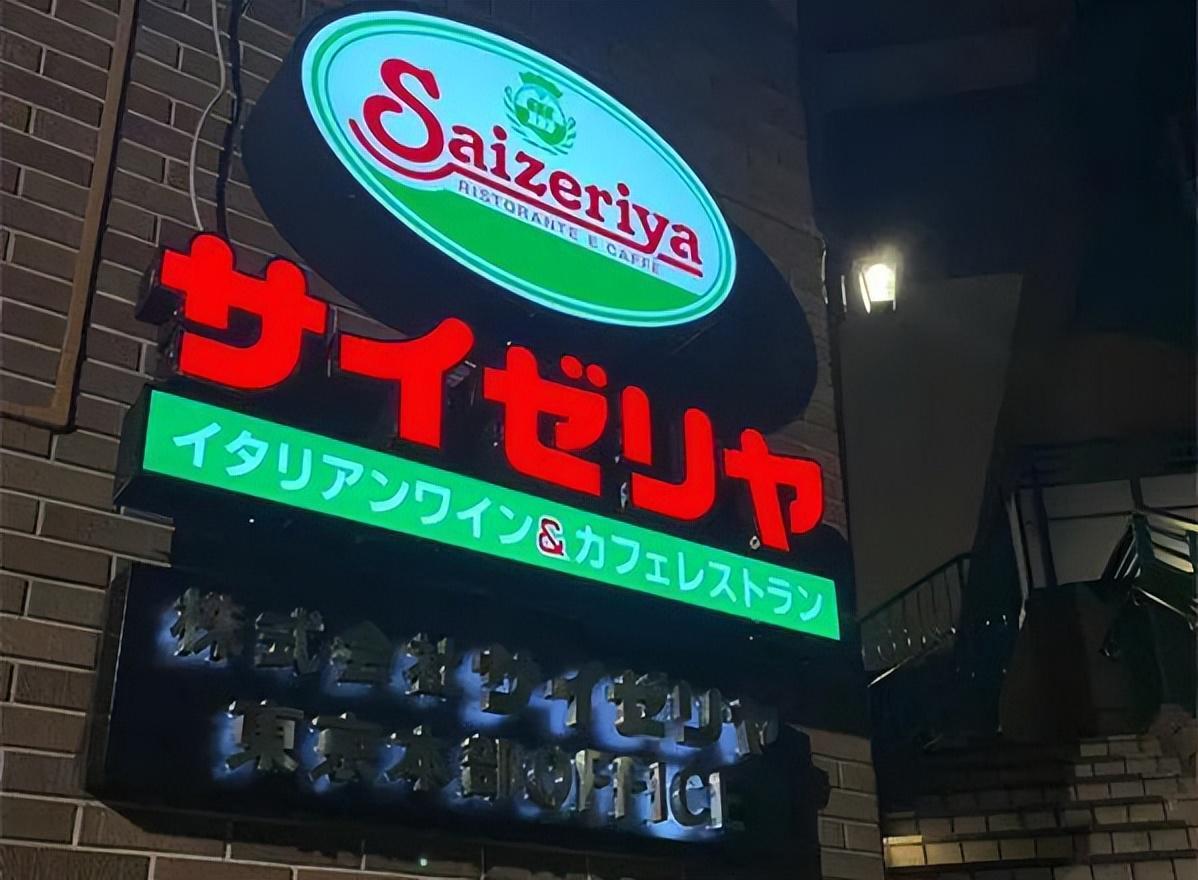 Saizeriya
RISTORANTE E CAFFÈ
サイゼリヤ
イタリアンワイン&カフェレストラン
株式会社サイゼリヤ
東京本部OFFICE